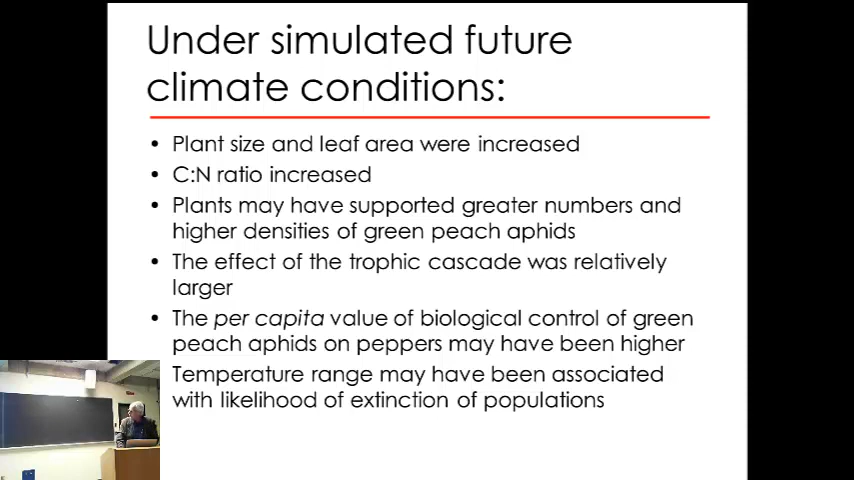 Under simulated future
climate conditions:
• Plant size and leaf area were increased
• C:N ratio increased
• Plants may have supported greater numbers and
higher densities of green peach aphids
• The effect of the trophic cascade was relatively
larger
• The per capita value of biological control of green
peach aphids on peppers may have been higher
Temperature range may have been associated
with likelihood of extinction of populations